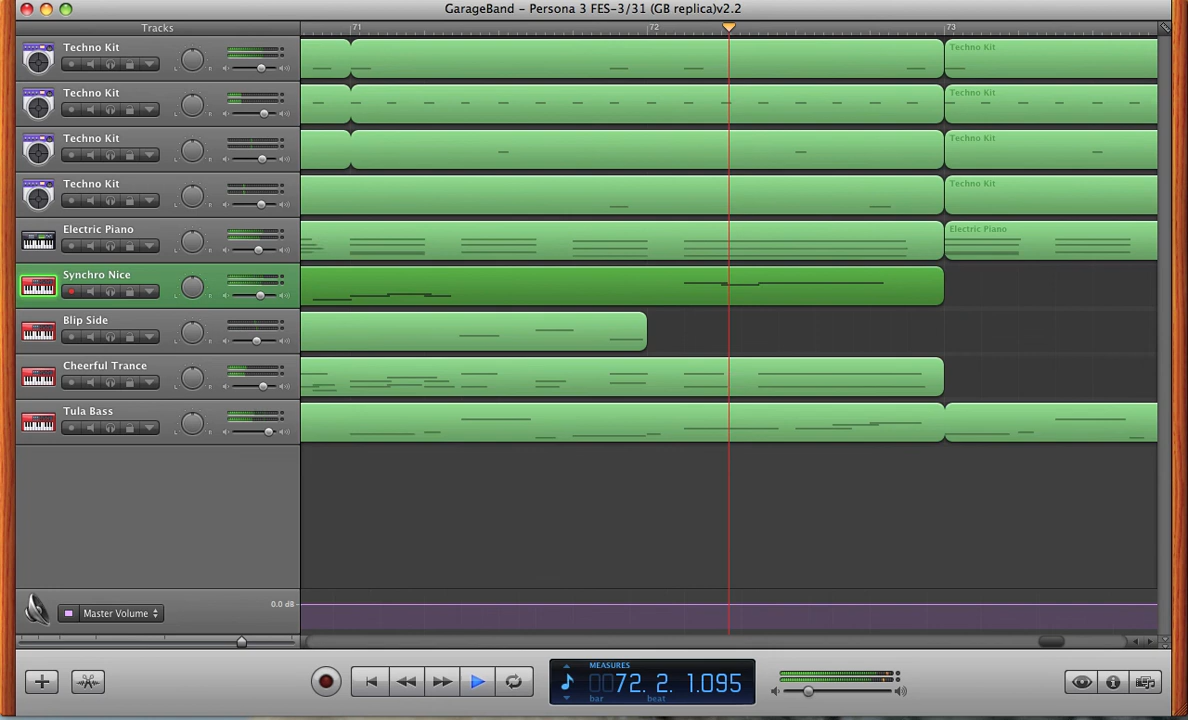 GarageBand - Persona 3 FES-3/31 (GB replica)v2.2
Tracks
71
72
73
Techno Kit
L R
Techno Kit
Techno Kit
L R
Techno Kit
Techno Kit
L R
Techno Kit
Techno Kit
L R
Techno Kit
Electric Piano
L R
Electric Piano
Synchro Nice
L R
Blip Side
L R
Cheerful Trance
L R
Tula Bass
L R
Master Volume
0.0 dB
MEASURES
0072. 2. 1.095
bar beat